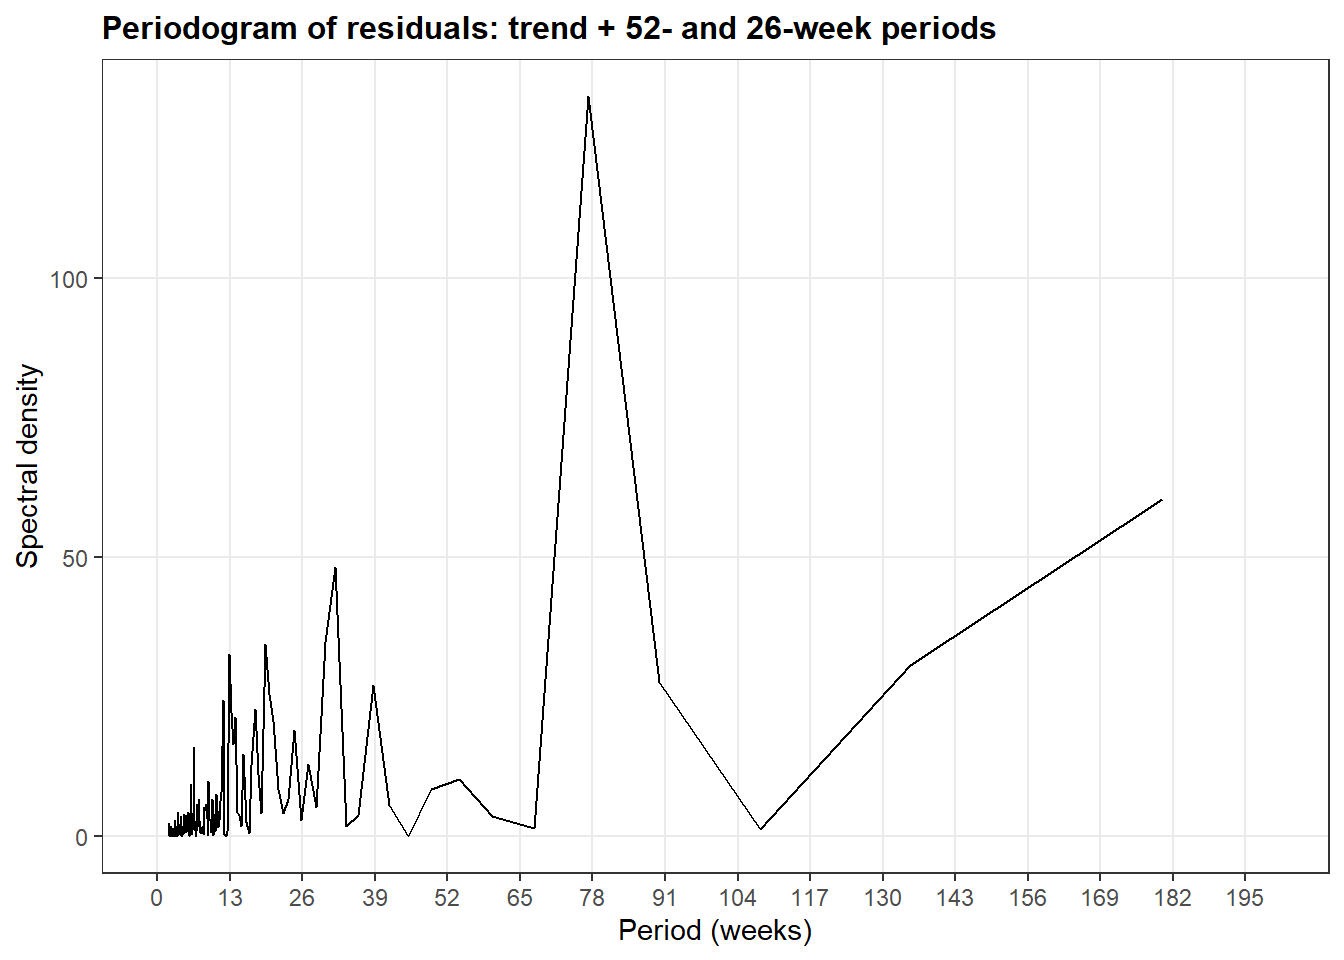 Periodogram of residuals: trend + 52- and 26-week periods
Spectral density
100
50
0
0 13 26 39 52 65 78 91 104 117 130 143 156 169 182 195
Period (weeks)